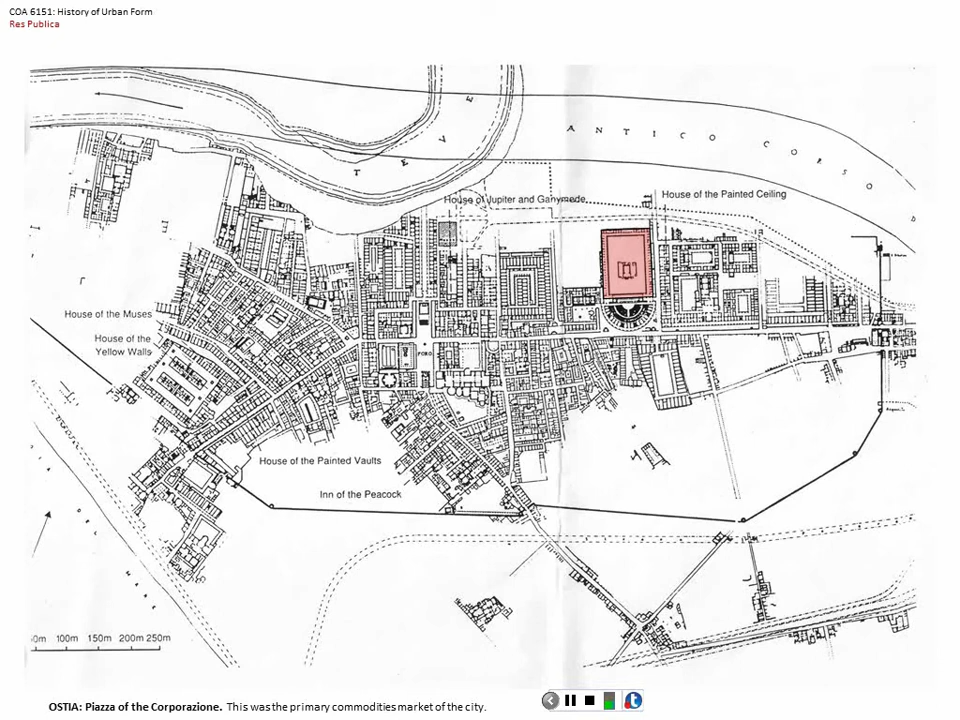 COA 6151: History of Urban Form
Res Publica
T E V E
ANTICO CORSO
House of Jupiter and Ganymede
House of the Painted Ceiling
House of the Muses
House of the
Yellow Walls
FORO
House of the Painted Vaults
Inn of the Peacock
0m 100m 150m 200m 250m
OSTIA: Piazza of the Corporazione. This was the primary commodities market of the city.